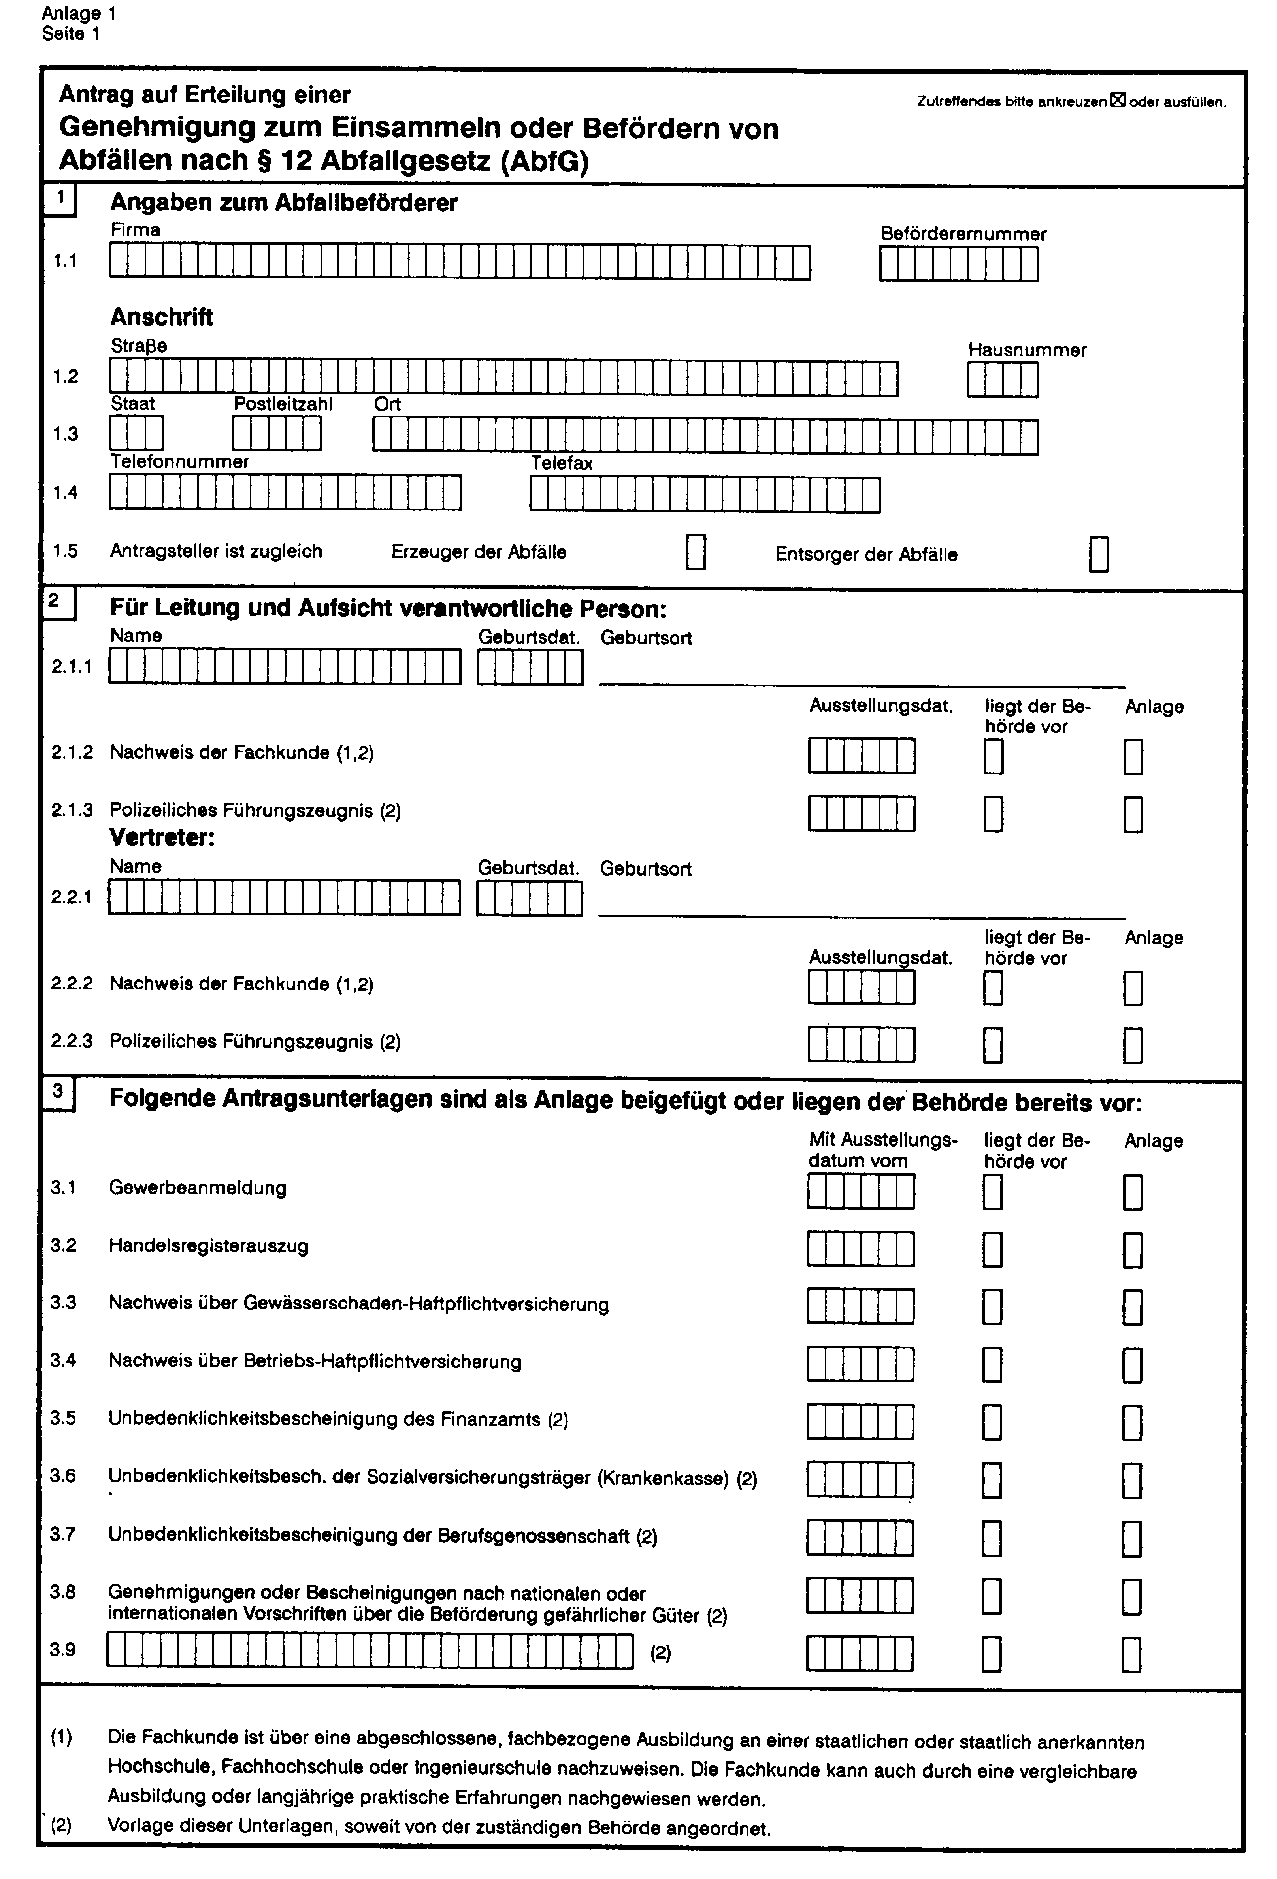 Anlage 1
Seite 1
Antrag auf Erteilung einer
Zutreffendes bitte ankreuzen ☒ oder ausfüllen.
Genehmigung zum Einsammeln oder Befördern von
Abfällen nach § 12 Abfallgesetz (AbfG)
1 Angaben zum Abfallbeförderer
Firma Beförderernummer
1.1
Anschrift
Straße Hausnummer
1.2
Staat Postleitzahl Ort
1.3
Telefonnummer Telefax
1.4
1.5 Antragsteller ist zugleich Erzeuger der Abfälle Entsorger der Abfälle
2 Für Leitung und Aufsicht verantwortliche Person:
Name Geburtsdat. Geburtsort
2.1.1
Ausstellungsdat. liegt der Be- Anlage
hörde vor
2.1.2 Nachweis der Fachkunde (1,2)
2.1.3 Polizeiliches Führungszeugnis (2)
Vertreter:
Name Geburtsdat. Geburtsort
2.2.1
liegt der Be- Anlage
Ausstellungsdat. hörde vor
2.2.2 Nachweis der Fachkunde (1,2)
2.2.3 Polizeiliches Führungszeugnis (2)
3 Folgende Antragsunterlagen sind als Anlage beigefügt oder liegen der Behörde bereits vor:
Mit Ausstellungs- liegt der Be- Anlage
datum vom hörde vor
3.1 Gewerbeanmeldung
3.2 Handelsregisterauszug
3.3 Nachweis über Gewässerschaden-Haftpflichtversicherung
3.4 Nachweis über Betriebs-Haftpflichtversicherung
3.5 Unbedenklichkeitsbescheinigung des Finanzamts (2)
3.6 Unbedenklichkeitsbesch. der Sozialversicherungsträger (Krankenkasse) (2)
3.7 Unbedenklichkeitsbescheinigung der Berufsgenossenschaft (2)
3.8 Genehmigungen oder Bescheinigungen nach nationalen oder
internationalen Vorschriften über die Beförderung gefährlicher Güter (2)
3.9 (2)
(1) Die Fachkunde ist über eine abgeschlossene, fachbezogene Ausbildung an einer staatlichen oder staatlich anerkannten
Hochschule, Fachhochschule oder Ingenieurschule nachzuweisen. Die Fachkunde kann auch durch eine vergleichbare
Ausbildung oder langjährige praktische Erfahrungen nachgewiesen werden.
(2) Vorlage dieser Unterlagen, soweit von der zuständigen Behörde angeordnet.